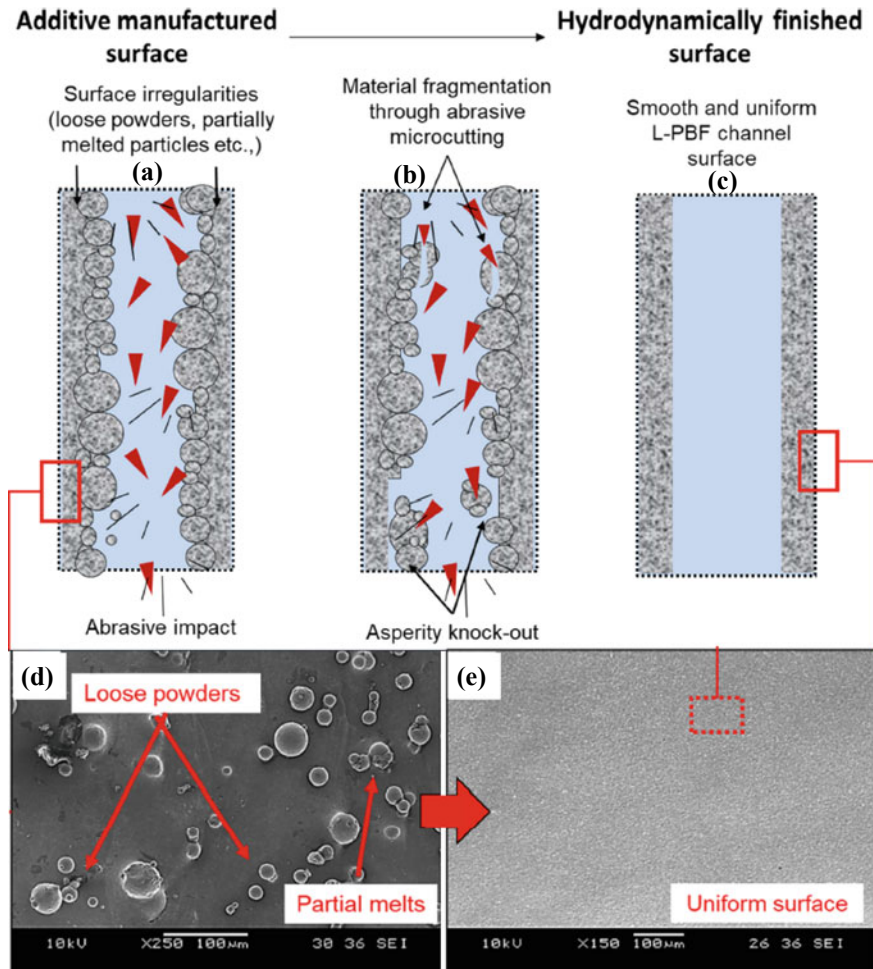 Additive manufactured
surface
Hydrodynamically finished
surface
Surface irregularities
(loose powders, partially
melted particles etc.,)
Material fragmentation
through abrasive
microcutting
Smooth and uniform
L-PBF channel
surface
(a)
(b)
(c)
Abrasive impact
Asperity knock-out
(d)
Loose powders
Partial melts
10kV X250 100µm 30 36 SEI
(e)
Uniform surface
10kV X150 100µm 26 36 SEI